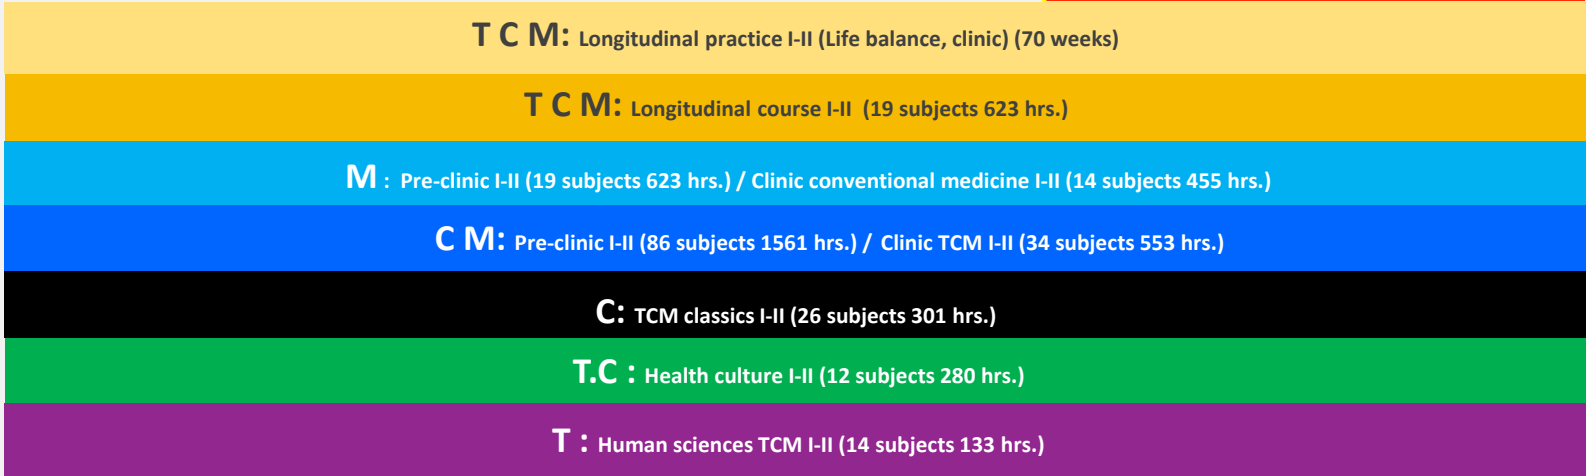 T C M: Longitudinal practice I-II (Life balance, clinic) (70 weeks)
T C M: Longitudinal course I-II (19 subjects 623 hrs.)
M : Pre-clinic I-II (19 subjects 623 hrs.) / Clinic conventional medicine I-II (14 subjects 455 hrs.)
C M: Pre-clinic I-II (86 subjects 1561 hrs.) / Clinic TCM I-II (34 subjects 553 hrs.)
C: TCM classics I-II (26 subjects 301 hrs.)
T.C : Health culture I-II (12 subjects 280 hrs.)
T : Human sciences TCM I-II (14 subjects 133 hrs.)